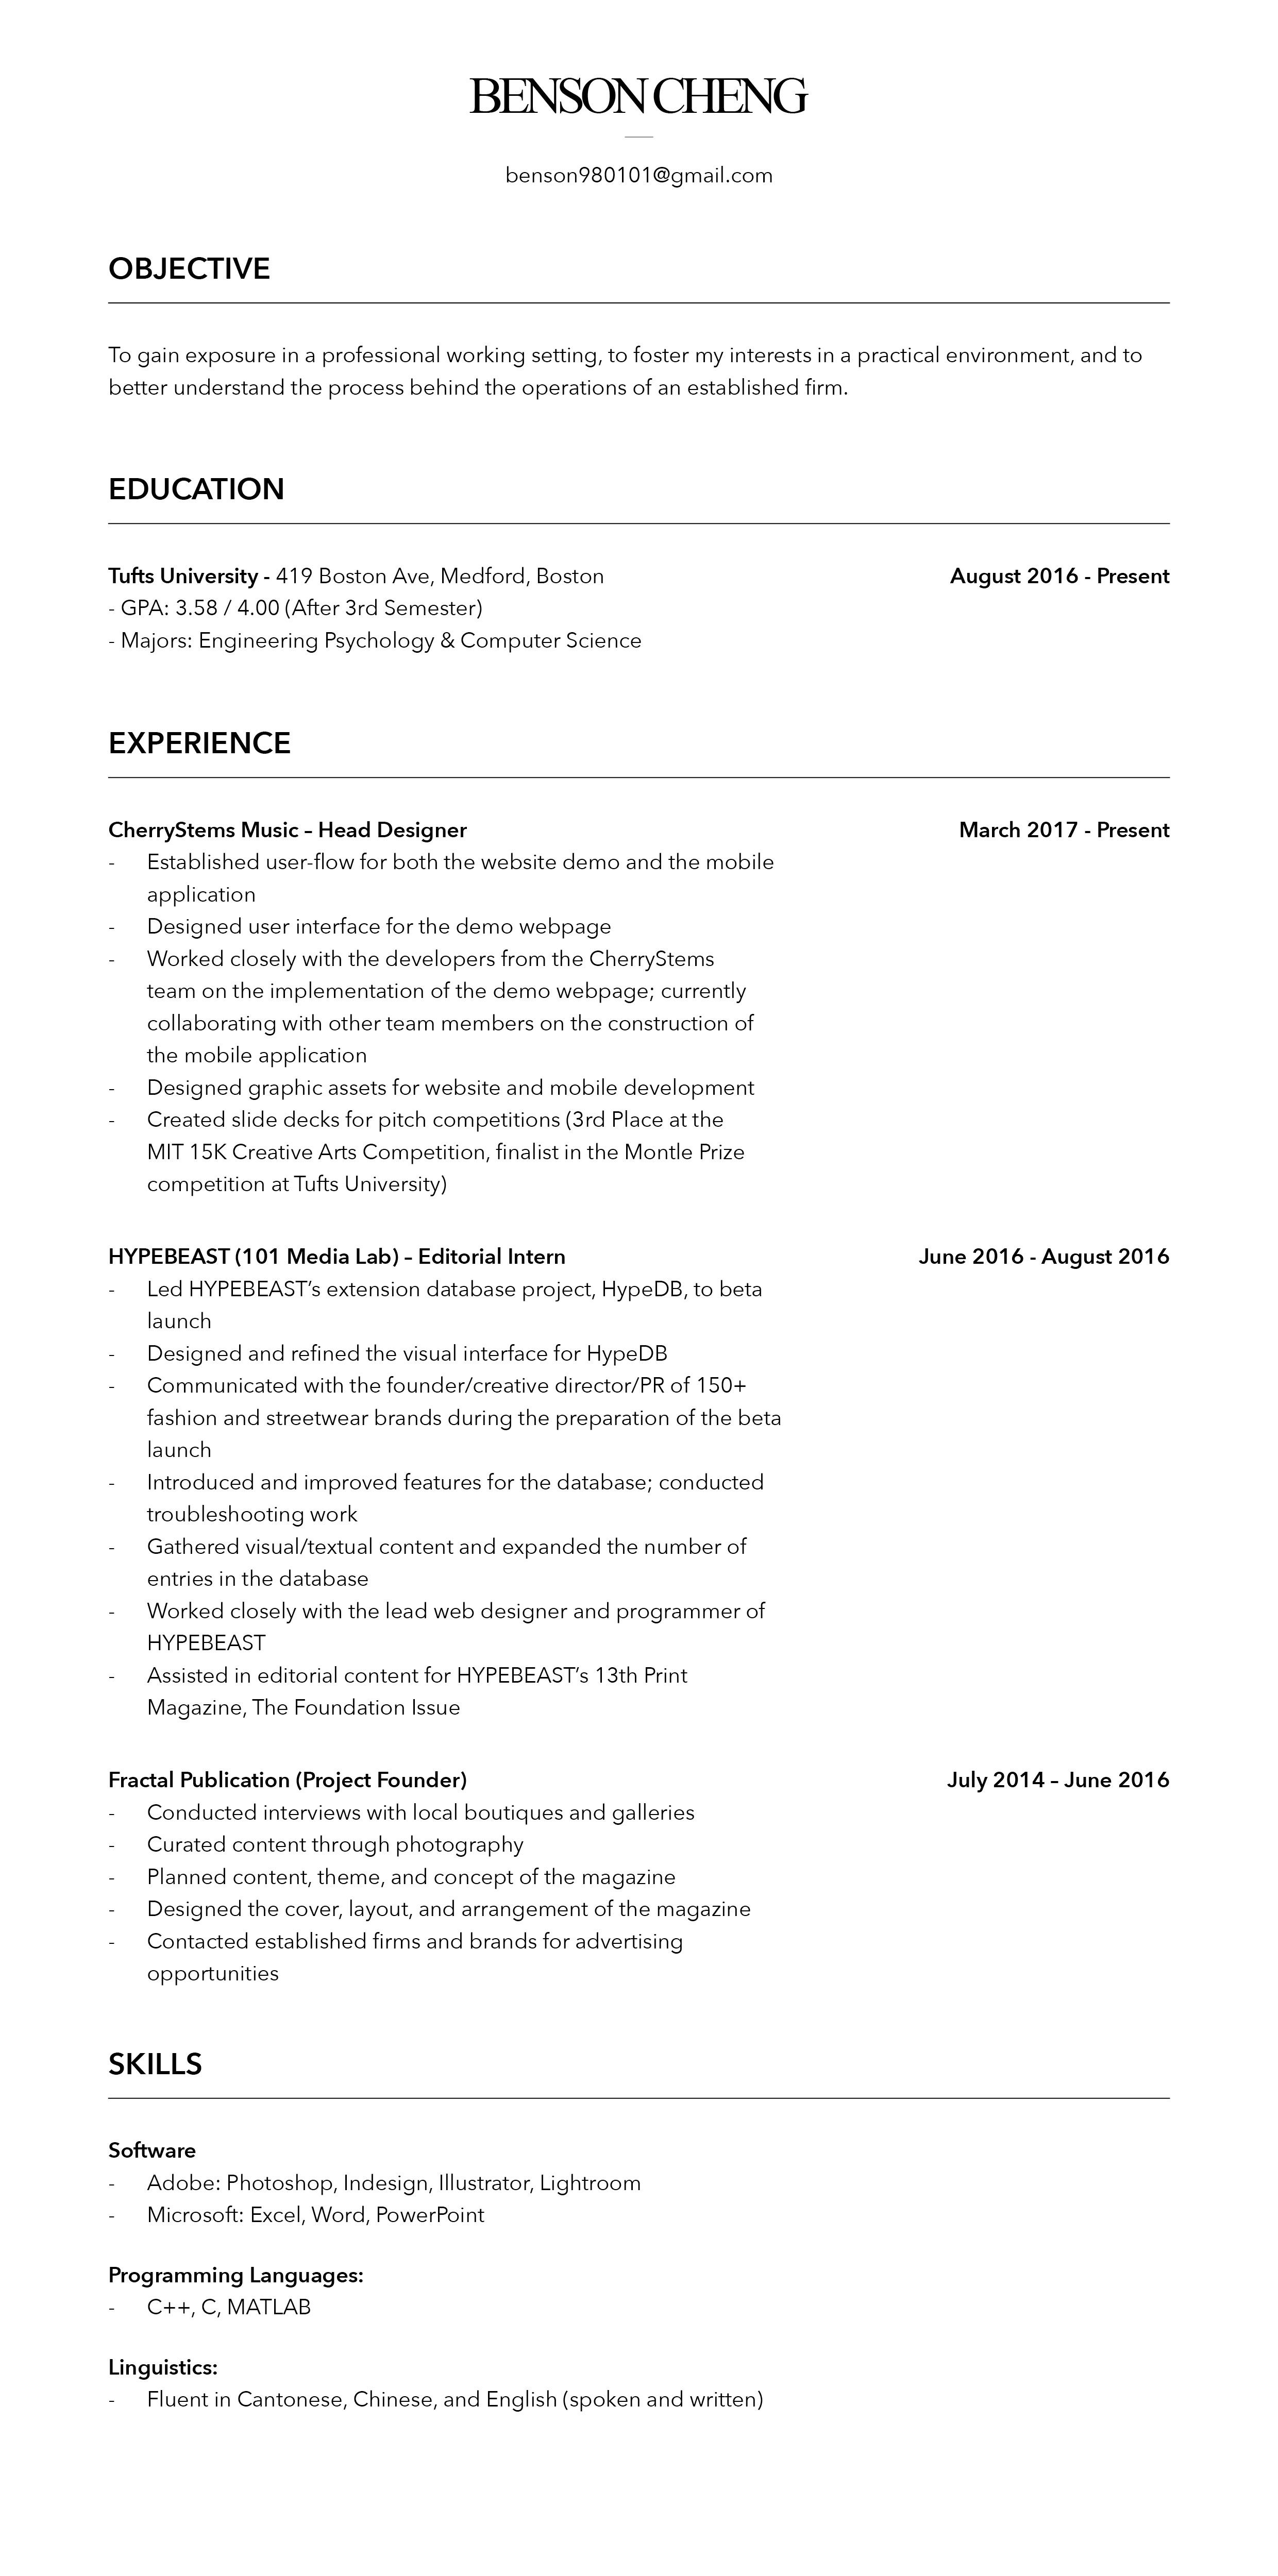 BENSON CHENG
benson980101@gmail.com
OBJECTIVE
To gain exposure in a professional working setting, to foster my interests in a practical environment, and to
better understand the process behind the operations of an established firm.
EDUCATION
Tufts University - 419 Boston Ave, Medford, Boston August 2016 - Present
- GPA: 3.58 / 4.00 (After 3rd Semester)
- Majors: Engineering Psychology & Computer Science
EXPERIENCE
CherryStems Music – Head Designer March 2017 - Present
- Established user-flow for both the website demo and the mobile
application
- Designed user interface for the demo webpage
- Worked closely with the developers from the CherryStems
team on the implementation of the demo webpage; currently
collaborating with other team members on the construction of
the mobile application
- Designed graphic assets for website and mobile development
- Created slide decks for pitch competitions (3rd Place at the
MIT 15K Creative Arts Competition, finalist in the Montle Prize
competition at Tufts University)
HYPEBEAST (101 Media Lab) – Editorial Intern June 2016 - August 2016
- Led HYPEBEAST's extension database project, HypeDB, to beta
launch
- Designed and refined the visual interface for HypeDB
- Communicated with the founder/creative director/PR of 150+
fashion and streetwear brands during the preparation of the beta
launch
- Introduced and improved features for the database; conducted
troubleshooting work
- Gathered visual/textual content and expanded the number of
entries in the database
- Worked closely with the lead web designer and programmer of
HYPEBEAST
- Assisted in editorial content for HYPEBEAST's 13th Print
Magazine, The Foundation Issue
Fractal Publication (Project Founder) July 2014 – June 2016
- Conducted interviews with local boutiques and galleries
- Curated content through photography
- Planned content, theme, and concept of the magazine
- Designed the cover, layout, and arrangement of the magazine
- Contacted established firms and brands for advertising
opportunities
SKILLS
Software
- Adobe: Photoshop, Indesign, Illustrator, Lightroom
- Microsoft: Excel, Word, PowerPoint
Programming Languages:
- C++, C, MATLAB
Linguistics:
- Fluent in Cantonese, Chinese, and English (spoken and written)